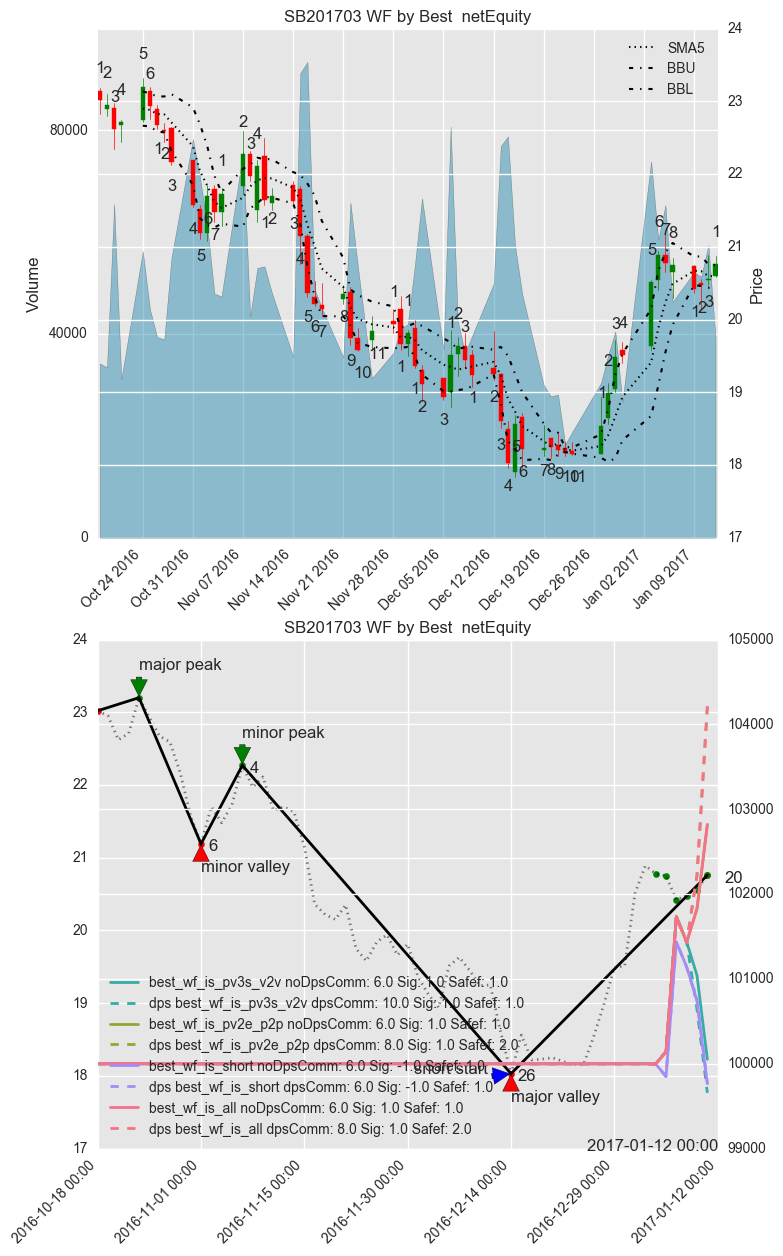 SB201703 WF by Best netEquity
24
23
22
21
20
19
18
17
80000
40000
0
Volume
Price
SMA5
BBU
BBL
Oct 24 2016
Oct 31 2016
Nov 07 2016
Nov 14 2016
Nov 21 2016
Nov 28 2016
Dec 05 2016
Dec 12 2016
Dec 19 2016
Dec 26 2016
Jan 02 2017
Jan 09 2017
SB201703 WF by Best netEquity
24
23
22
21
20
19
18
17
105000
104000
103000
102000
101000
100000
99000
major peak
minor peak
4
6
minor valley
20
best_wf_is_pv3s_v2v noDpsComm: 6.0 Sig: 1.0 Safef: 1.0
dps best_wf_is_pv3s_v2v dpsComm: 10.0 Sig: 1.0 Safef: 1.0
best_wf_is_pv2e_p2p noDpsComm: 6.0 Sig: 1.0 Safef: 1.0
dps best_wf_is_pv2e_p2p dpsComm: 8.0 Sig: 1.0 Safef: 2.0
best_wf_is_short noDpsComm: 6.0 Sig: -1.0 Safef: 1.0
dps best_wf_is_short dpsComm: 6.0 Sig: -1.0 Safef: 1.0
best_wf_is_all noDpsComm: 6.0 Sig: 1.0 Safef: 1.0
dps best_wf_is_all dpsComm: 8.0 Sig: 1.0 Safef: 2.0
short start
26
major valley
2017-01-12 00:00
2016-10-18 00:00
2016-11-01 00:00
2016-11-15 00:00
2016-11-30 00:00
2016-12-14 00:00
2016-12-29 00:00
2017-01-12 00:00